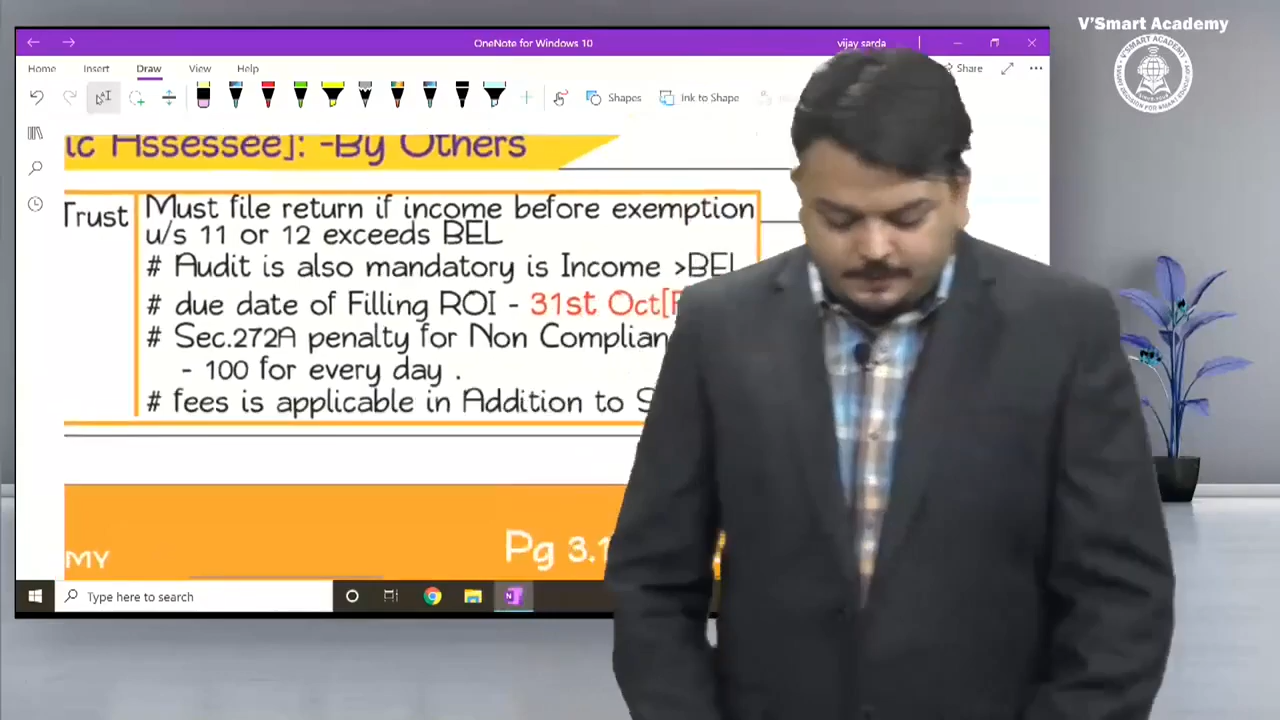 V'Smart Academy
OneNote for Windows 10
vijay sarda
Home Insert Draw View Help
Share
Shapes
Ink to Shape
ic Assessee]: -By Others
Trust
Must file return if income before exemption
u/s 11 or 12 exceeds BEL
# Audit is also mandatory is Income >BEL
# due date of Filling ROI - 31st Oct[
# Sec.272A penalty for Non Complian
- 100 for every day .
# fees is applicable in Addition to S
MY
Pg 3.1
Type here to search